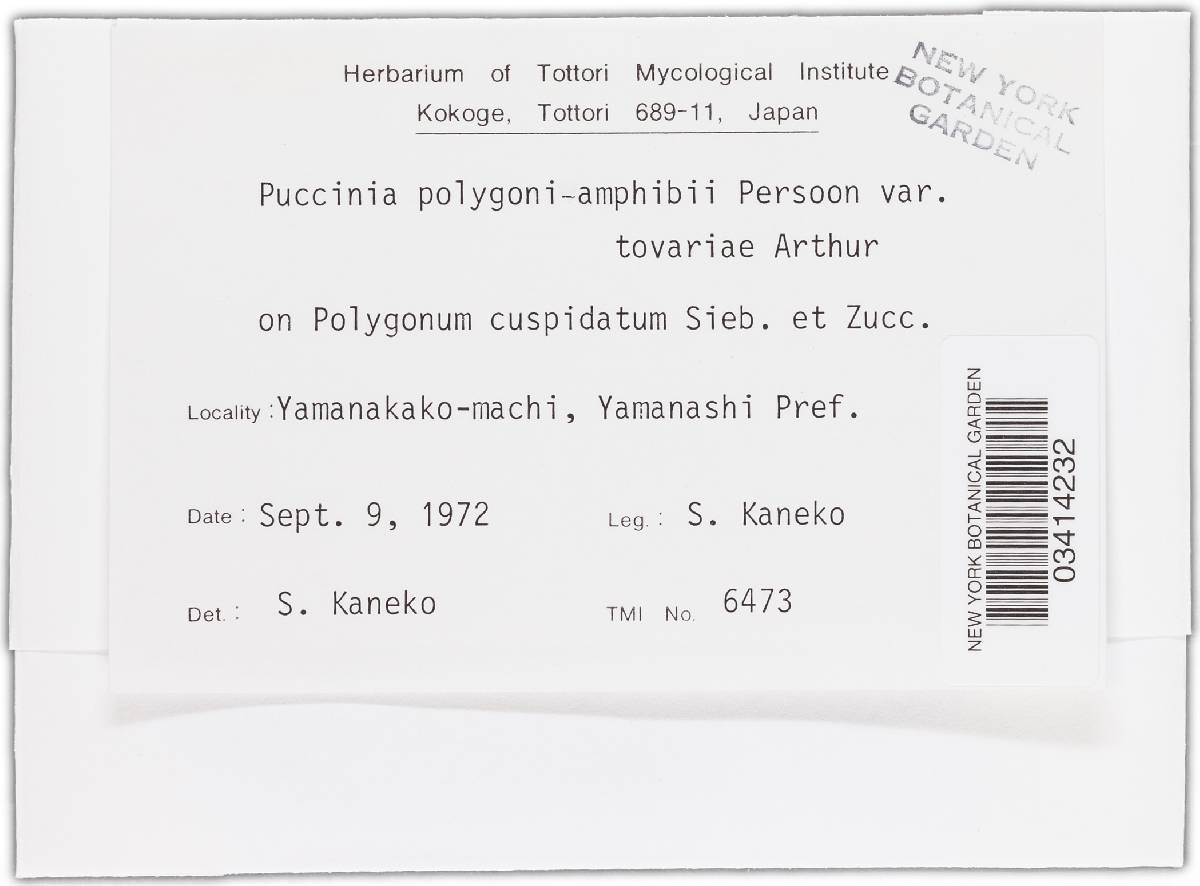 Herbarium of Tottori Mycological Institute
Kokoge, Tottori 689-11, Japan
NEW YORK
BOTANICAL
GARDEN
Puccinia polygoni-amphibii Persoon var.
tovariae Arthur
on Polygonum cuspidatum Sieb. et Zucc.
Locality : Yamanakako-machi, Yamanashi Pref.
Date : Sept. 9, 1972 Leg. : S. Kaneko
Det. : S. Kaneko TMI No. 6473
NEW YORK BOTANICAL GARDEN
03414232